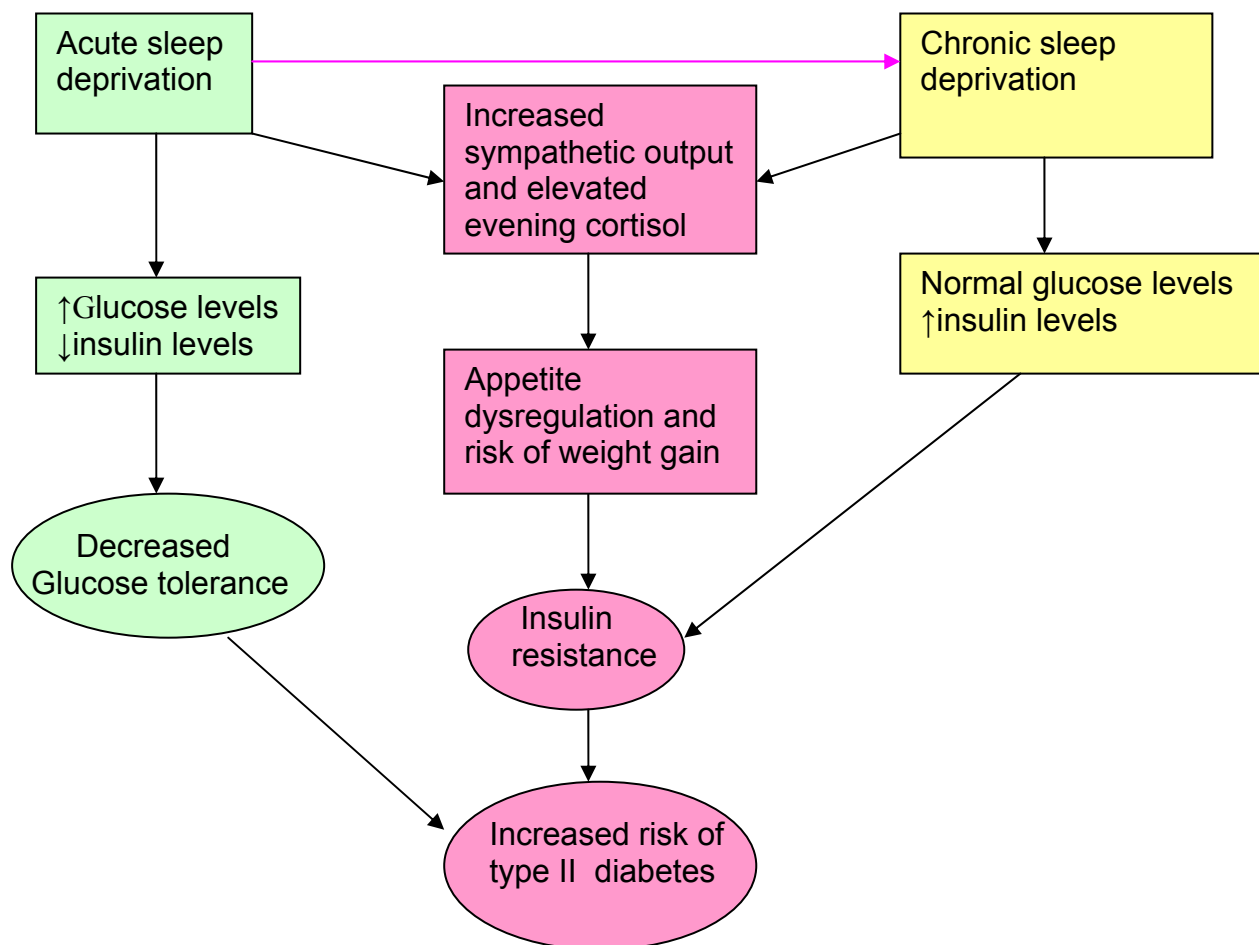 Acute sleep
deprivation
Chronic sleep
deprivation
Increased
sympathetic output
and elevated
evening cortisol
↑Glucose levels
↓insulin levels
Normal glucose levels
↑insulin levels
Appetite
dysregulation and
risk of weight gain
Decreased
Glucose tolerance
Insulin
resistance
Increased risk of
type II  diabetes